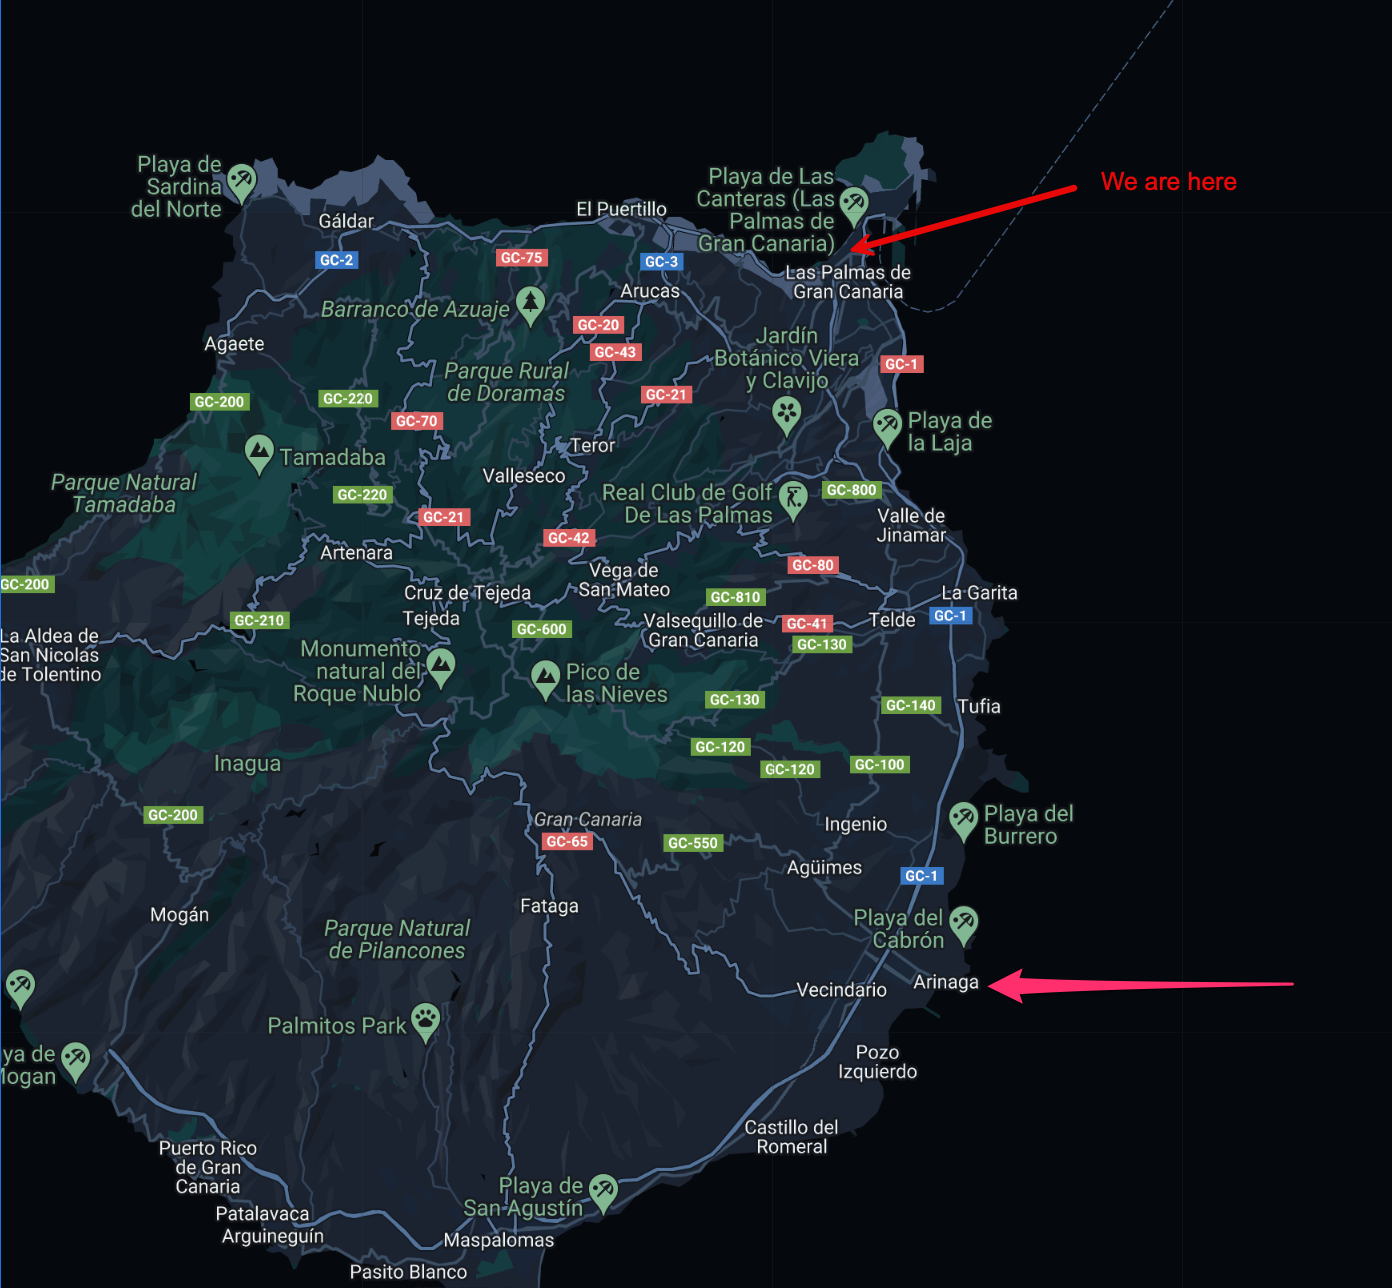 We are here
Playa de
Sardina
del Norte
Playa de Las
Canteras (Las
Palmas de
Gran Canaria)
El Puertillo
Gáldar
GC-2
GC-75
GC-3
Las Palmas de
Gran Canaria
Arucas
Barranco de Azuaje
GC-20
Agaete
GC-43
Jardín
Botánico Viera
y Clavijo
GC-1
Parque Rural
de Doramas
GC-200
GC-220
GC-21
GC-70
Playa de
la Laja
Teror
Tamadaba
Valleseco
Parque Natural
Tamadaba
GC-220
Real Club de Golf
De Las Palmas
GC-800
GC-21
Valle de
Jinamar
GC-42
Artenara
GC-80
Vega de
San Mateo
GC-200
Cruz de Tejeda
GC-810
La Garita
Tejeda
GC-210
GC-600
Valsequillo de
Gran Canaria
GC-41
Telde
GC-1
La Aldea de
San Nicolas
de Tolentino
GC-130
Monumento
natural del
Roque Nublo
Pico de
las Nieves
GC-130
GC-140
Tufia
GC-120
Inagua
GC-120
GC-100
GC-200
Gran Canaria
Ingenio
Playa del
Burrero
GC-65
GC-550
Agüimes
GC-1
Mogán
Fataga
Playa del
Cabrón
Parque Natural
de Pilancones
Vecindario
Arinaga
Palmitos Park
ya de
Mogan
Pozo
Izquierdo
Castillo del
Romeral
Puerto Rico
de Gran
Canaria
Playa de
San Agustín
Patalavaca
Arguineguín
Maspalomas
Pasito Blanco